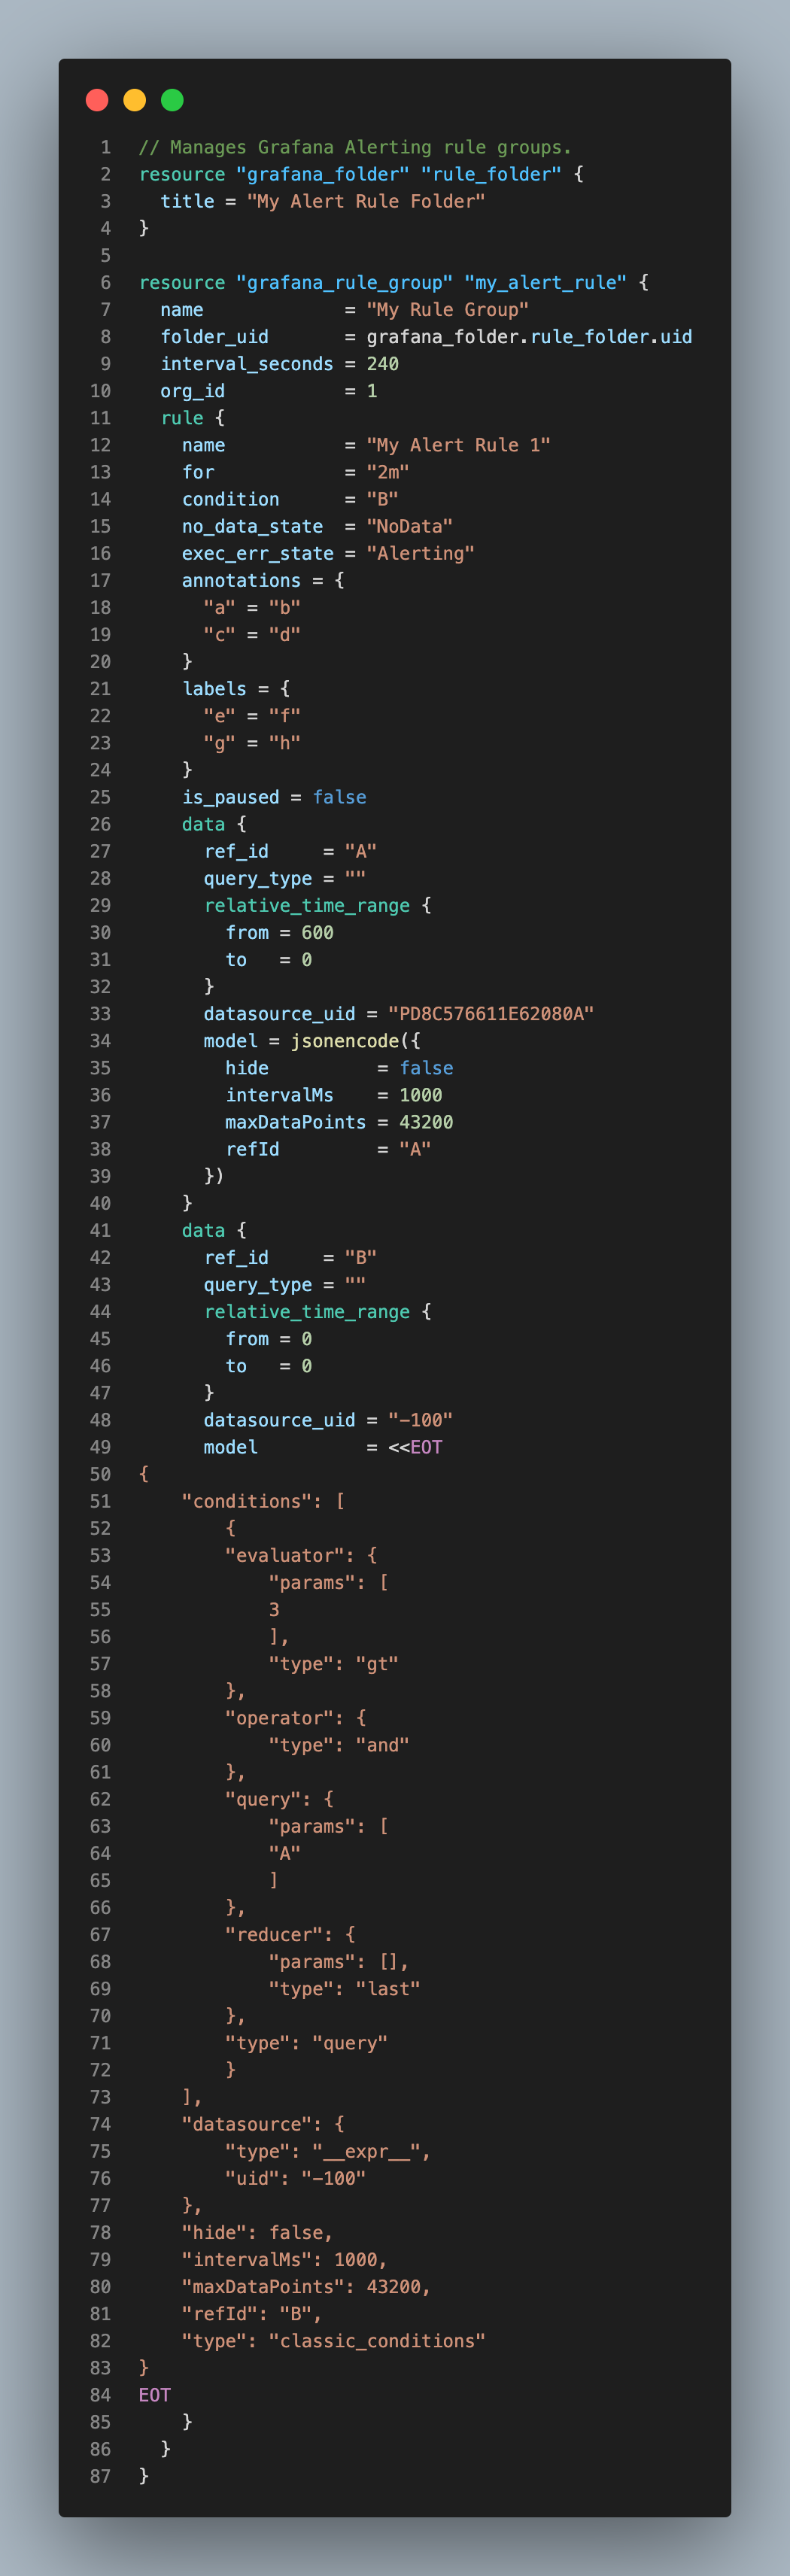 1 // Manages Grafana Alerting rule groups.
2 resource "grafana_folder" "rule_folder" {
3   title = "My Alert Rule Folder"
4 }
5
6 resource "grafana_rule_group" "my_alert_rule" {
7   name             = "My Rule Group"
8   folder_uid       = grafana_folder.rule_folder.uid
9   interval_seconds = 240
10   org_id           = 1
11   rule {
12     name           = "My Alert Rule 1"
13     for            = "2m"
14     condition      = "B"
15     no_data_state  = "NoData"
16     exec_err_state = "Alerting"
17     annotations = {
18       "a" = "b"
19       "c" = "d"
20     }
21     labels = {
22       "e" = "f"
23       "g" = "h"
24     }
25     is_paused = false
26     data {
27       ref_id     = "A"
28       query_type = ""
29       relative_time_range {
30         from = 600
31         to   = 0
32       }
33       datasource_uid = "PD8C576611E62080A"
34       model = jsonencode({
35         hide          = false
36         intervalMs    = 1000
37         maxDataPoints = 43200
38         refId         = "A"
39       })
40     }
41     data {
42       ref_id     = "B"
43       query_type = ""
44       relative_time_range {
45         from = 0
46         to   = 0
47       }
48       datasource_uid = "-100"
49       model          = <<EOT
50 {
51     "conditions": [
52         {
53         "evaluator": {
54             "params": [
55             3
56             ],
57             "type": "gt"
58         },
59         "operator": {
60             "type": "and"
61         },
62         "query": {
63             "params": [
64             "A"
65             ]
66         },
67         "reducer": {
68             "params": [],
69             "type": "last"
70         },
71         "type": "query"
72         }
73     ],
74     "datasource": {
75         "type": "__expr__",
76         "uid": "-100"
77     },
78     "hide": false,
79     "intervalMs": 1000,
80     "maxDataPoints": 43200,
81     "refId": "B",
82     "type": "classic_conditions"
83 }
84 EOT
85     }
86   }
87 }